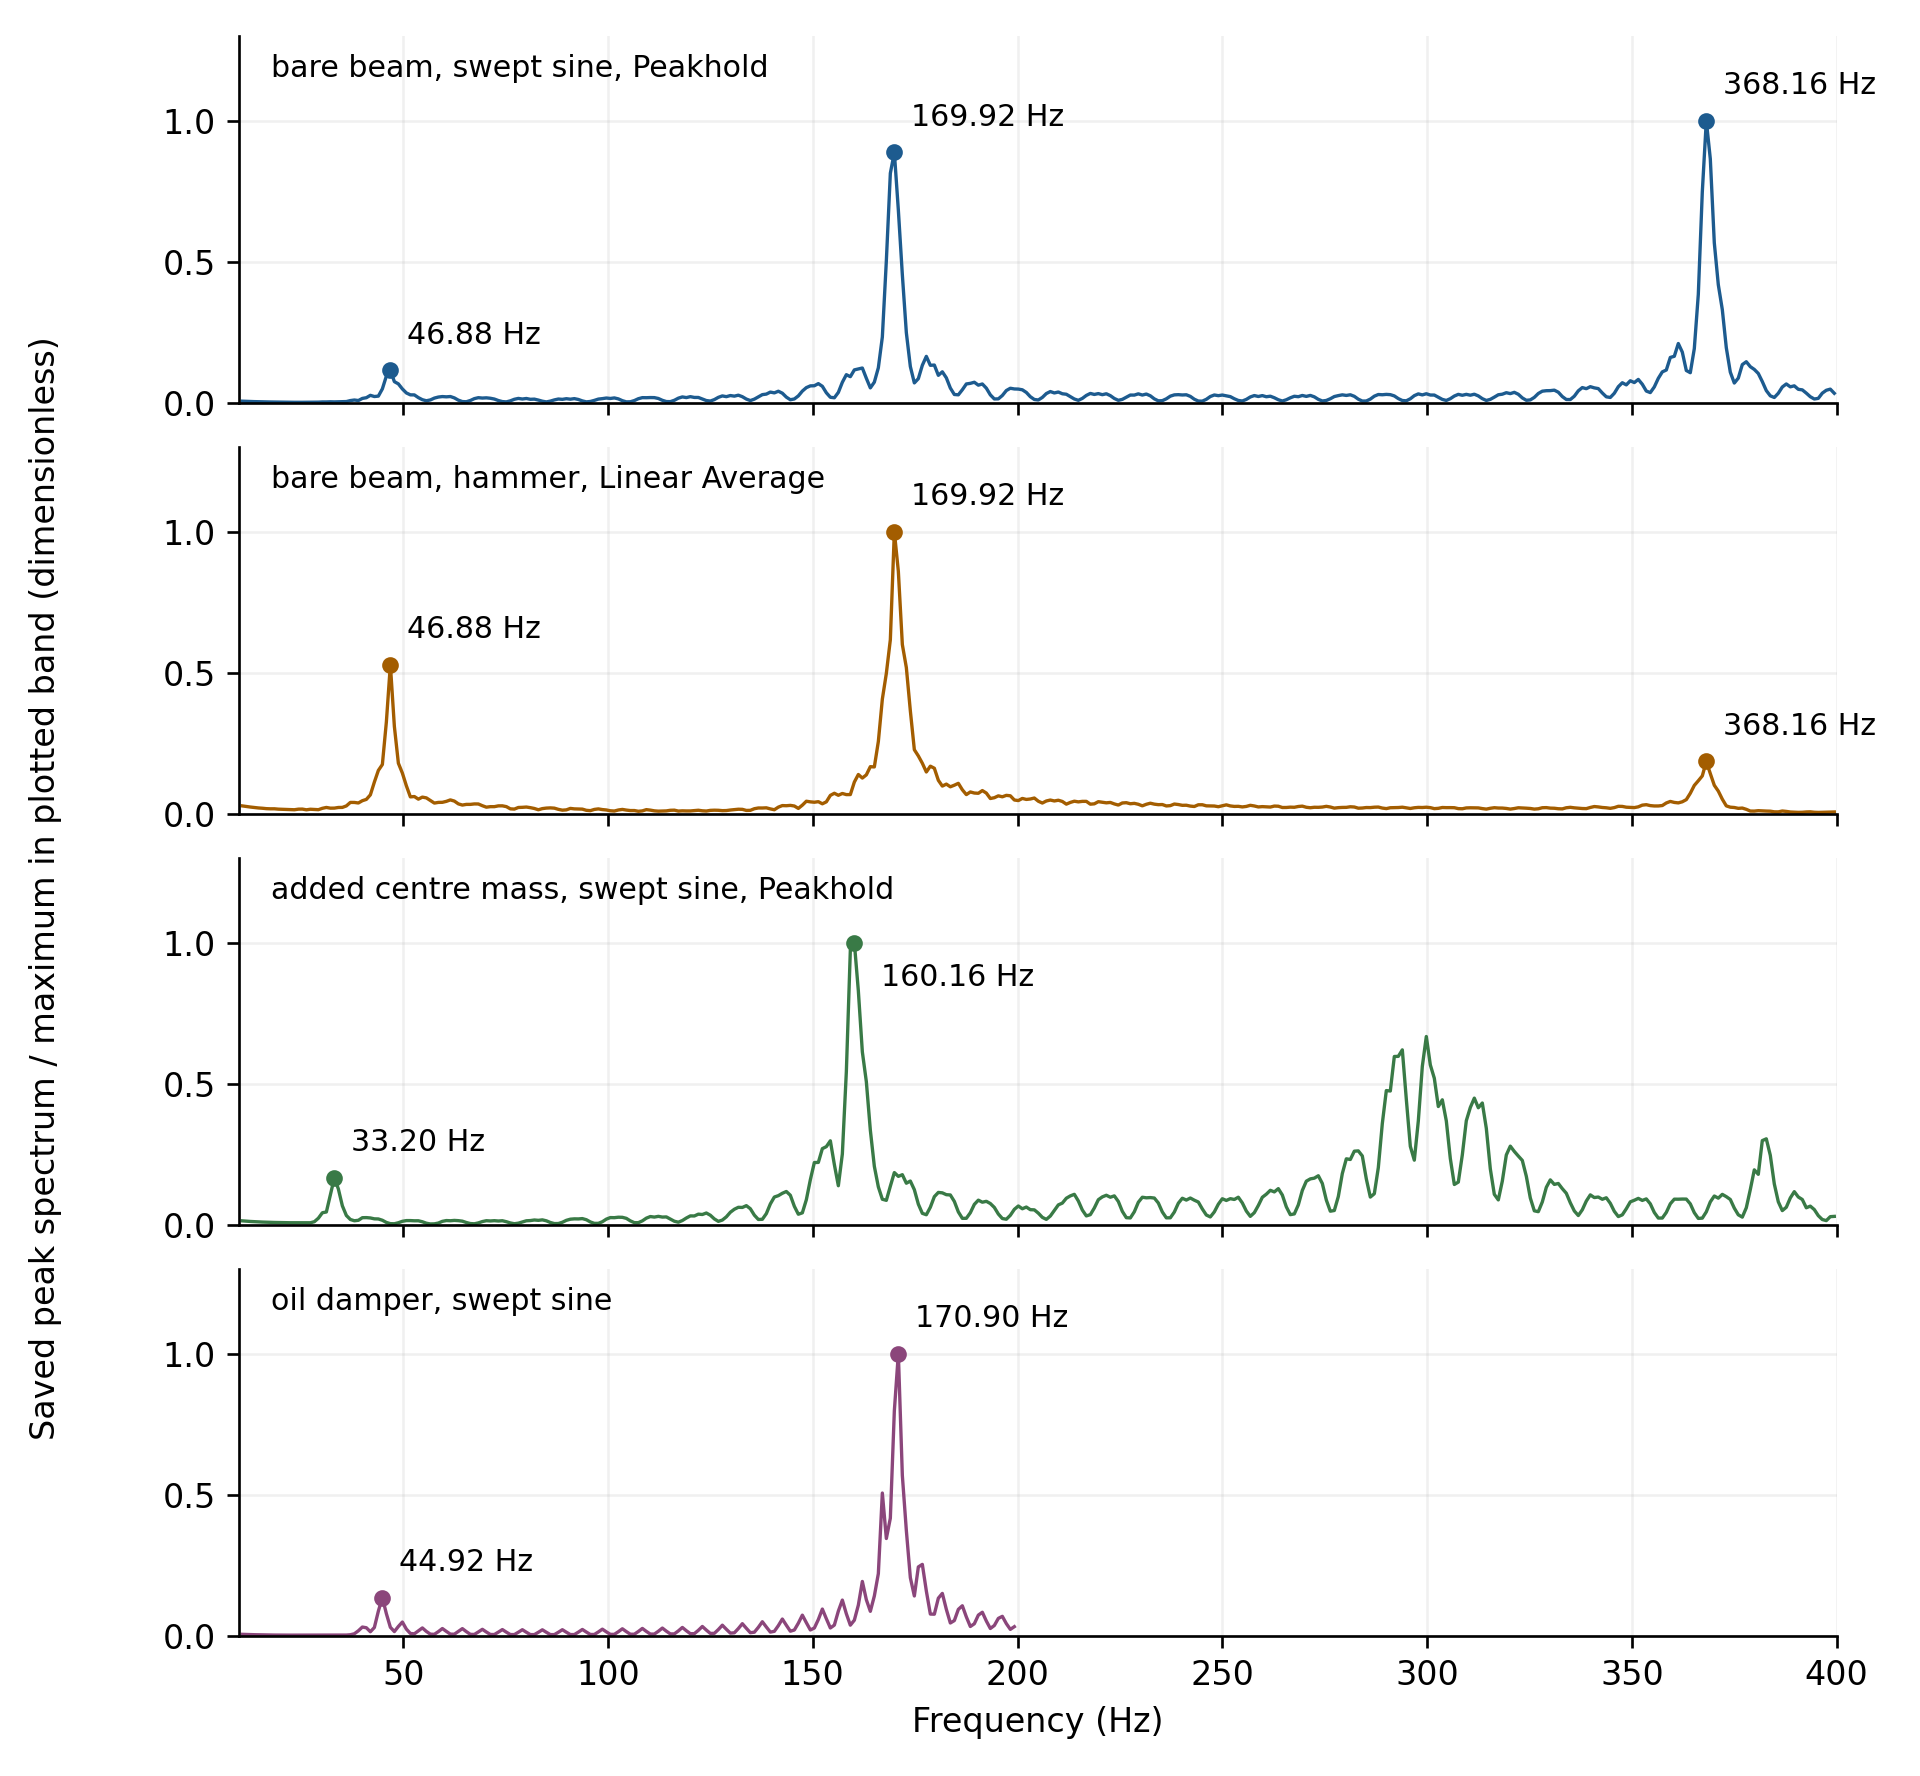 Saved peak spectrum / maximum in plotted band (dimensionless)
bare beam, swept sine, Peakhold
368.16 Hz
169.92 Hz
46.88 Hz
1.0
0.5
0.0
bare beam, hammer, Linear Average
169.92 Hz
46.88 Hz
368.16 Hz
1.0
0.5
0.0
added centre mass, swept sine, Peakhold
160.16 Hz
33.20 Hz
1.0
0.5
0.0
oil damper, swept sine
170.90 Hz
44.92 Hz
1.0
0.5
0.0
50 100 150 200 250 300 350 400
Frequency (Hz)